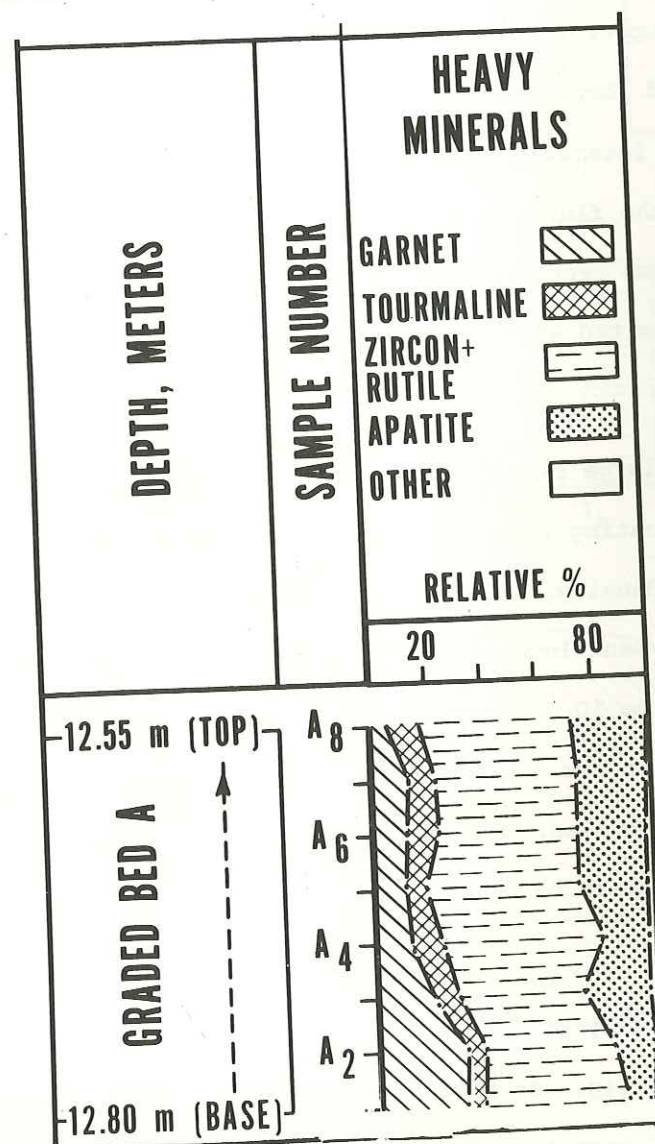 DEPTH, METERS
SAMPLE NUMBER
HEAVY
MINERALS
GARNET
TOURMALINE
ZIRCON+
RUTILE
APATITE
OTHER
RELATIVE %
20 80
12.55 m (TOP)
GRADED BED A
12.80 m (BASE)
A8
A6
A4
A2